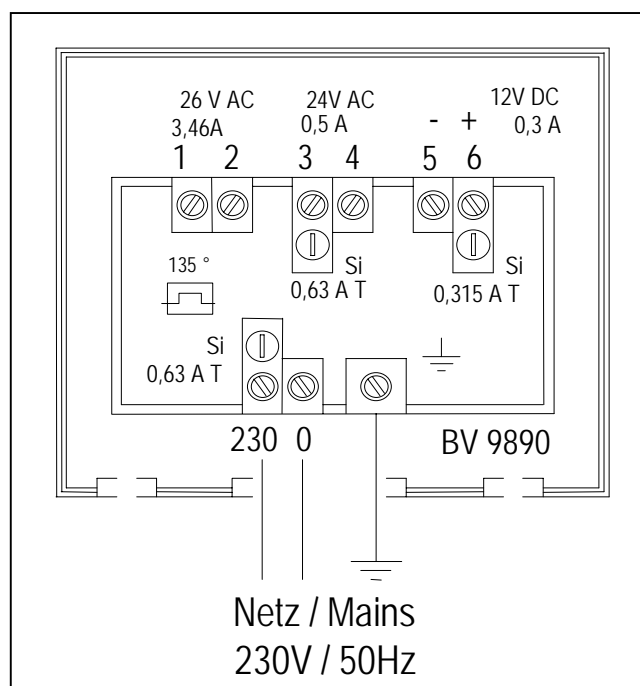 26 V AC 24V AC 12V DC
3,46A 0,5 A - + 0,3 A
1 2 3 4 5 6
135 °
Si Si
0,63 A T 0,315 A T
Si
0,63 A T
230 0 BV 9890
Netz / Mains
230V / 50Hz